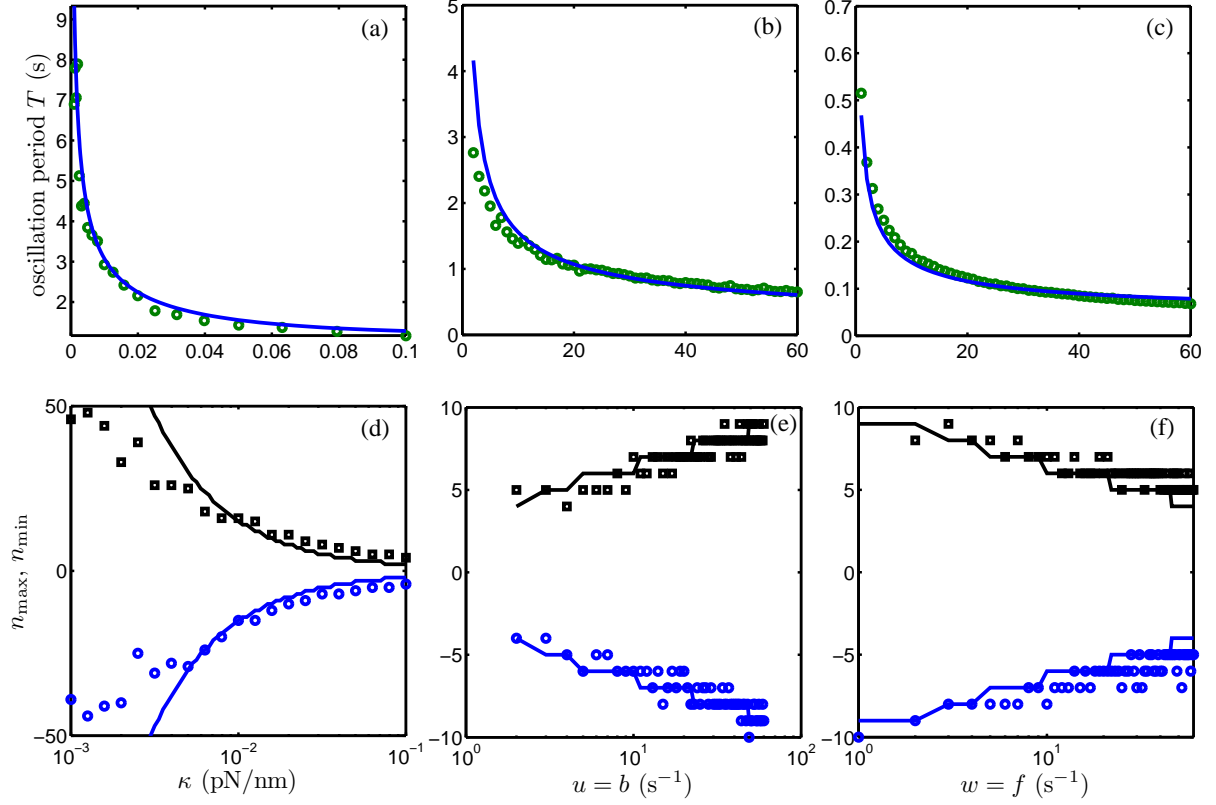 (a)
(b)
(c)
oscillation period T (s)
9
8
7
6
5
4
3
2
0 0.02 0.04 0.06 0.08 0.1
5
4
3
2
1
0
0 20 40 60
0.7
0.6
0.5
0.4
0.3
0.2
0.1
0
0 20 40 60
(d)
(e)
(f)
n_max, n_min
50
0
−50
10^−3 10^−2 10^−1
κ (pN/nm)
10
5
0
−5
−10
10^0 10^1 10^2
u = b (s^−1)
10
5
0
−5
−10
10^0 10^1
w = f (s^−1)